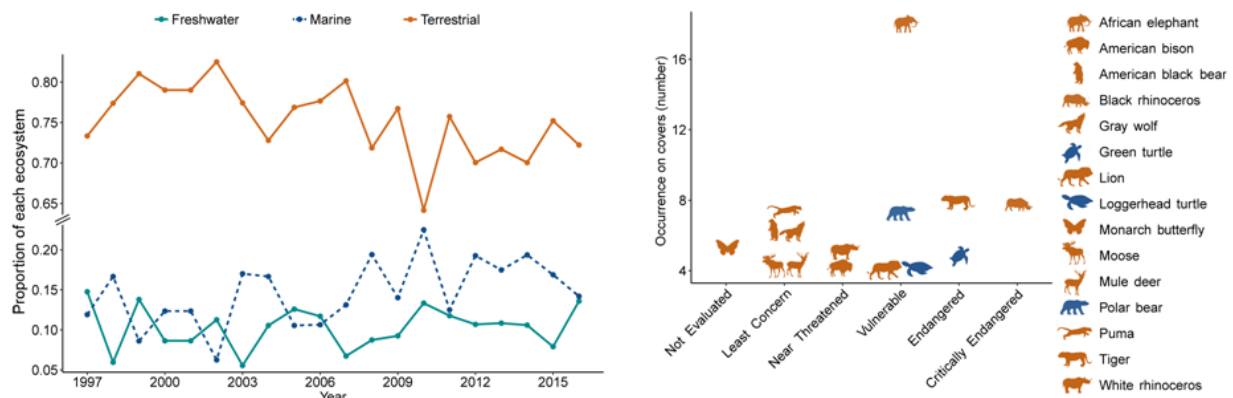 Freshwater Marine Terrestrial
Proportion of each ecosystem
0.80
0.75
0.70
0.65
0.20
0.15
0.10
0.05
1997 2000 2003 2006 2009 2012 2015
Year
Occurrence on covers (number)
16
12
8
4
Not Evaluated
Least Concern
Near Threatened
Vulnerable
Endangered
Critically Endangered
African elephant
American bison
American black bear
Black rhinoceros
Gray wolf
Green turtle
Lion
Loggerhead turtle
Monarch butterfly
Moose
Mule deer
Polar bear
Puma
Tiger
White rhinoceros